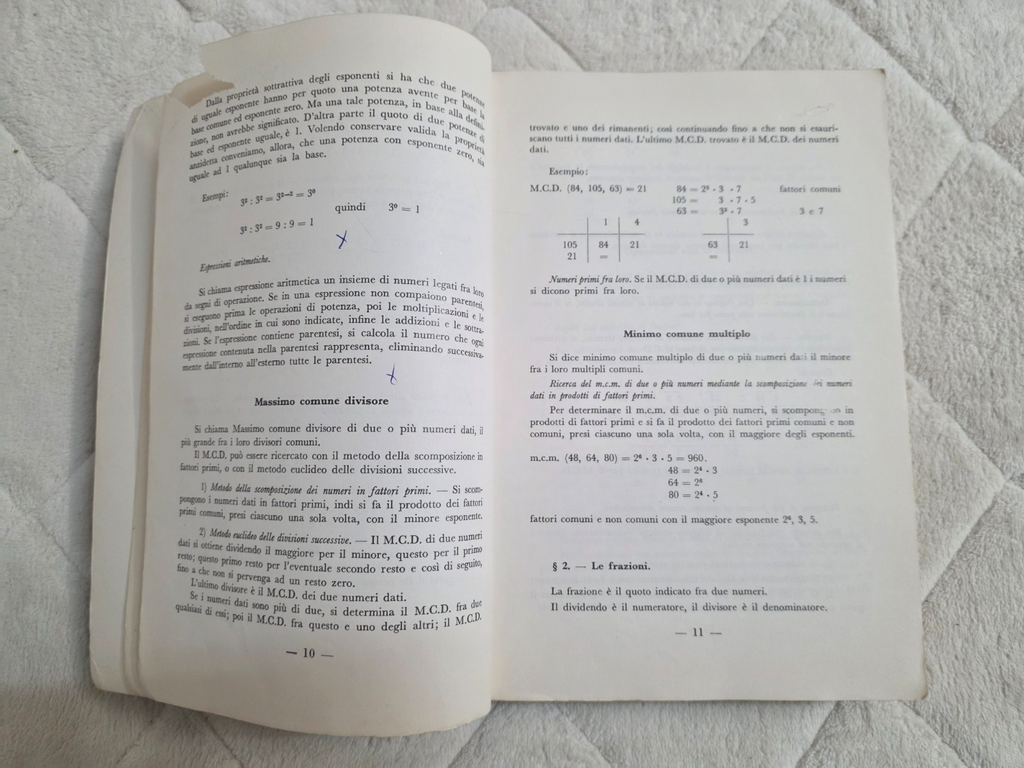 Dalla proprietà sottrattiva degli esponenti si ha che due potenze
di uguale esponente hanno per quoto una potenza avente per base la
base comune ed esponente zero. Ma una tale potenza, in base alla defini-
zione, non avrebbe significato. D'altra parte il quoto di due potenze di
base ed esponente uguale, è 1. Volendo conservare valida la proprietà
anzidetta conveniamo, allora, che una potenza con esponente zero, sia
uguale ad 1 qualunque sia la base.
Esempi:
3² : 3² = 3²⁻² = 3⁰
quindi 3⁰ = 1
3² : 3² = 9 : 9 = 1
Espressioni aritmetiche.
Si chiama espressione aritmetica un insieme di numeri legati fra loro
da segni di operazione. Se in una espressione non compaiono parentesi,
si eseguono prima le operazioni di potenza, poi le moltiplicazioni e le
divisioni, nell'ordine in cui sono indicate, infine le addizioni e le sottra-
zioni. Se l'espressione contiene parentesi, si calcola il numero che ogni
espressione contenuta nella parentesi rappresenta, eliminando successiva-
mente dall'interno all'esterno tutte le parentesi.
Massimo comune divisore
Si chiama Massimo comune divisore di due o più numeri dati, il
più grande fra i loro divisori comuni.
Il M.C.D. può essere ricercato con il metodo della scomposizione in
fattori primi, o con il metodo euclideo delle divisioni successive.
1) Metodo della scomposizione dei numeri in fattori primi. — Si scom-
pongono i numeri dati in fattori primi, indi si fa il prodotto dei fattori
primi comuni, presi ciascuno una sola volta, con il minore esponente.
2) Metodo euclideo delle divisioni successive. — Il M.C.D. di due numeri
dati si ottiene dividendo il maggiore per il minore, questo per il primo
resto; questo primo resto per l'eventuale secondo resto e così di seguito,
fino a che non si pervenga ad un resto zero.
L'ultimo divisore è il M.C.D. dei due numeri dati.
Se i numeri dati sono più di due, si determina il M.C.D. fra due
qualsiasi di essi; poi il M.C.D. fra questo e uno degli altri; il M.C.D.
— 10 —
trovato e uno dei rimanenti; così continuando fino a che non si esauri-
scano tutti i numeri dati. L'ultimo M.C.D. trovato è il M.C.D. dei numeri
dati.
Esempio:
M.C.D. (84, 105, 63) = 21 84 = 2² · 3 · 7 fattori comuni
105 = 3 · 7 · 5
63 = 3² · 7 3 e 7
1 4 3
105 84 21 63 21
21 = =
Numeri primi fra loro. Se il M.C.D. di due o più numeri dati è 1 i numeri
si dicono primi fra loro.
Minimo comune multiplo
Si dice minimo comune multiplo di due o più numeri dati il minore
fra i loro multipli comuni.
Ricerca del m.c.m. di due o più numeri mediante la scomposizione dei numeri
dati in prodotti di fattori primi.
Per determinare il m.c.m. di due o più numeri, si scompongono in
prodotti di fattori primi e si fa il prodotto dei fattori primi comuni e non
comuni, presi ciascuno una sola volta, con il maggiore degli esponenti.
m.c.m. (48, 64, 80) = 2⁶ · 3 · 5 = 960.
48 = 2⁴ · 3
64 = 2⁶
80 = 2⁴ · 5
fattori comuni e non comuni con il maggiore esponente 2⁶, 3, 5.
§ 2. — Le frazioni.
La frazione è il quoto indicato fra due numeri.
Il dividendo è il numeratore, il divisore è il denominatore.
— 11 —